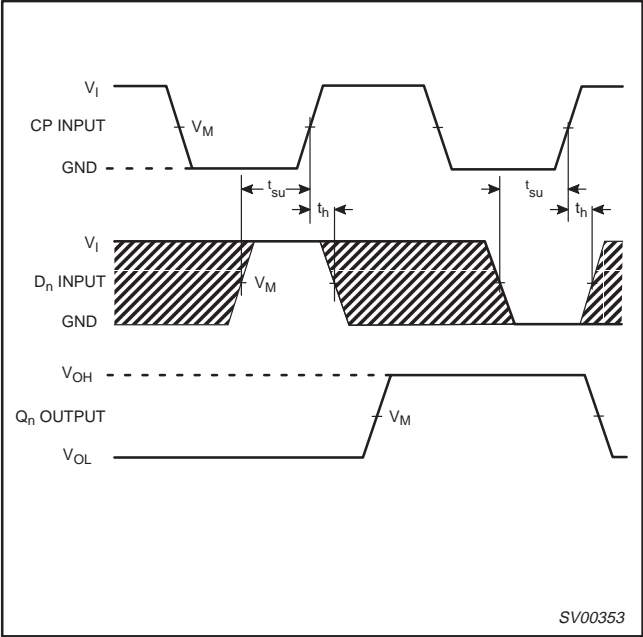 V_I
CP INPUT
V_M
GND
t_su
t_su
t_h
t_h
V_I
D_n INPUT
V_M
GND
V_OH
Q_n OUTPUT
V_M
V_OL
SV00353